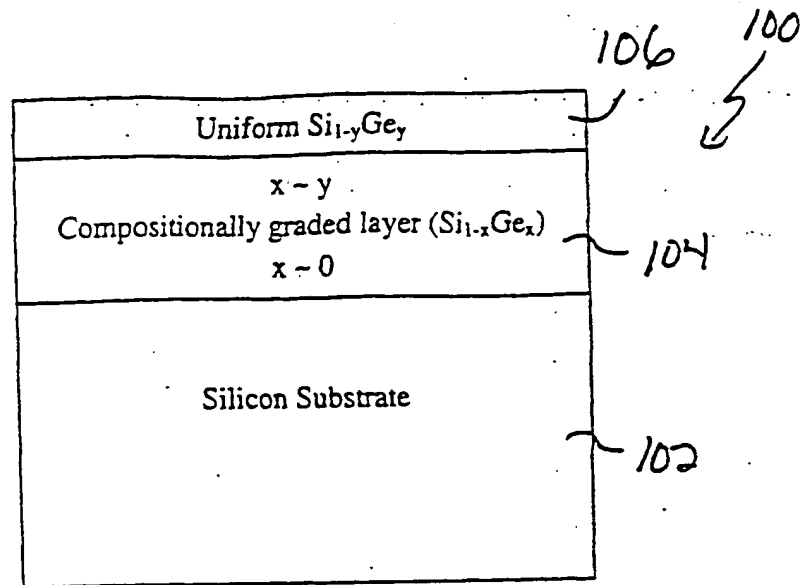 100
106
Uniform Si₁₋yGey
x ~ y
Compositionally graded layer (Si₁₋ₓGeₓ)
104
x ~ 0
Silicon Substrate
102